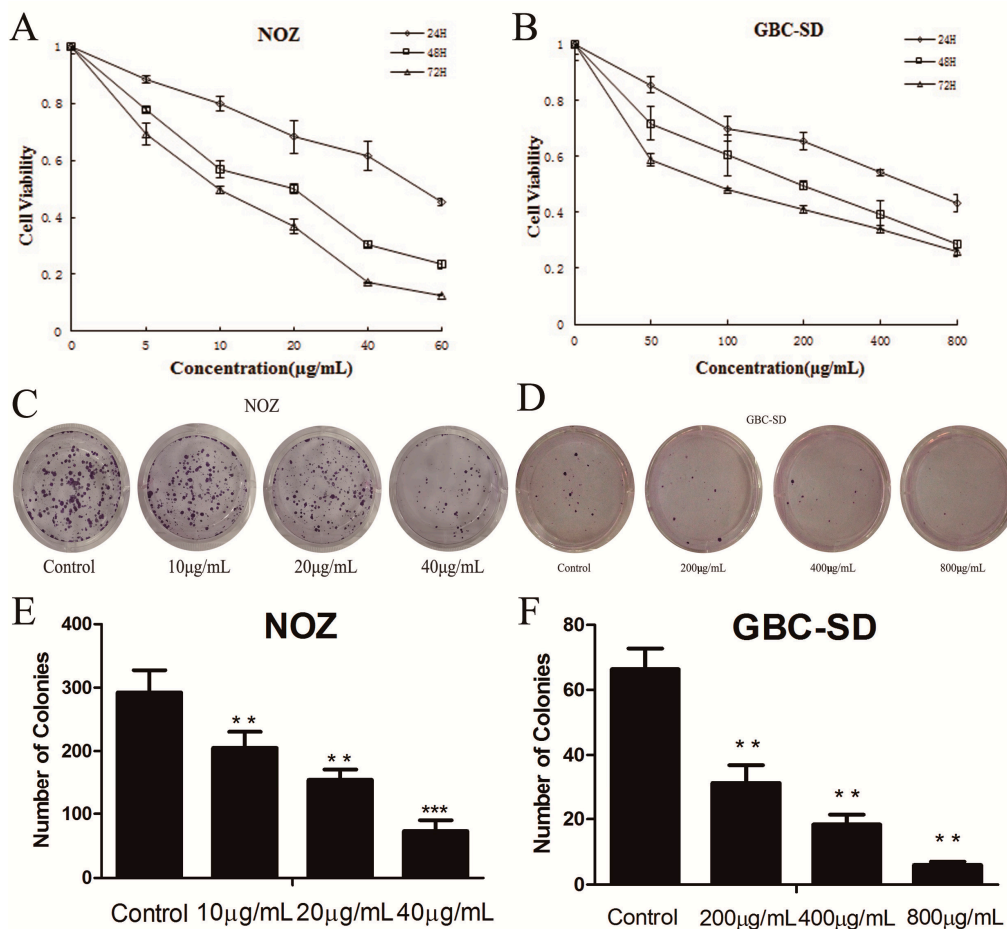 A
NOZ
24H
48H
72H
Cell Viability
1
0.8
0.6
0.4
0.2
0
0 5 10 20 40 60
Concentration(μg/mL)
B
GBC-SD
24H
48H
72H
Cell Viability
1
0.8
0.6
0.4
0.2
0
0 50 100 200 400 800
Concentration(μg/mL)
C
NOZ
Control 10μg/mL 20μg/mL 40μg/mL
D
GBC-SD
Control 200μg/mL 400μg/mL 800μg/mL
E
NOZ
Number of Colonies
400
300
200
100
0
** ** ***
Control 10μg/mL 20μg/mL 40μg/mL
F
GBC-SD
Number of Colonies
80
60
40
20
0
** ** **
Control 200μg/mL 400μg/mL 800μg/mL